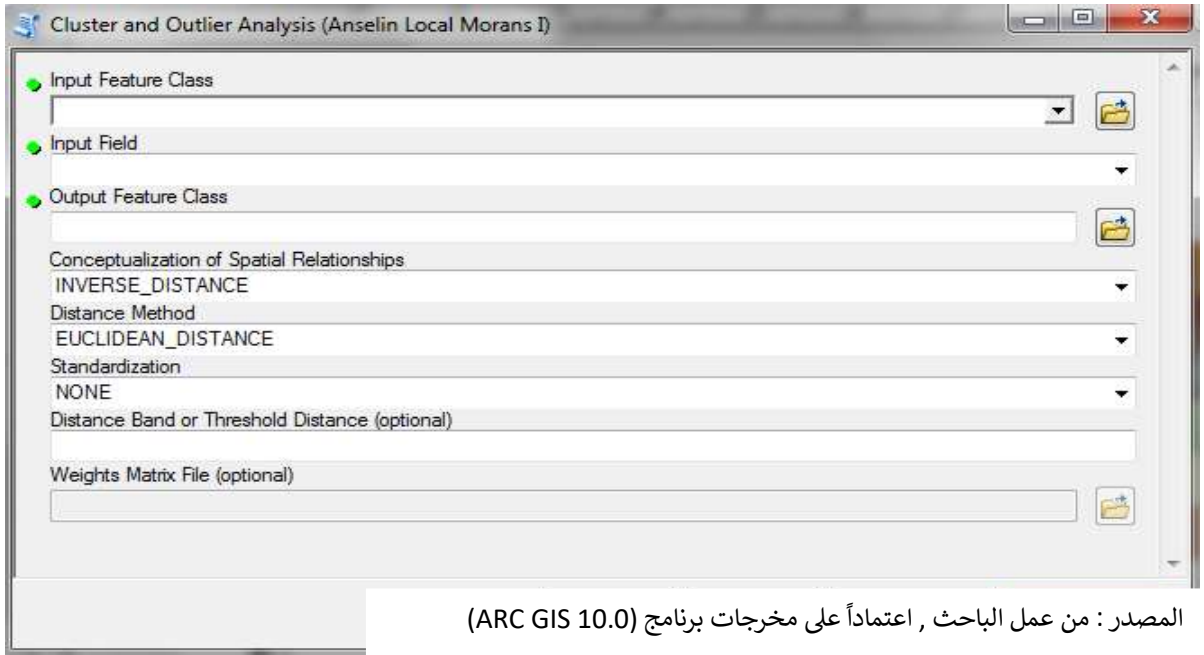 Cluster and Outlier Analysis (Anselin Local Morans I)
Input Feature Class
Input Field
Output Feature Class
Conceptualization of Spatial Relationships
INVERSE_DISTANCE
Distance Method
EUCLIDEAN_DISTANCE
Standardization
NONE
Distance Band or Threshold Distance (optional)
Weights Matrix File (optional)
المصدر : من عمل الباحث , اعتماداً على مخرجات برنامج (ARC GIS 10.0)